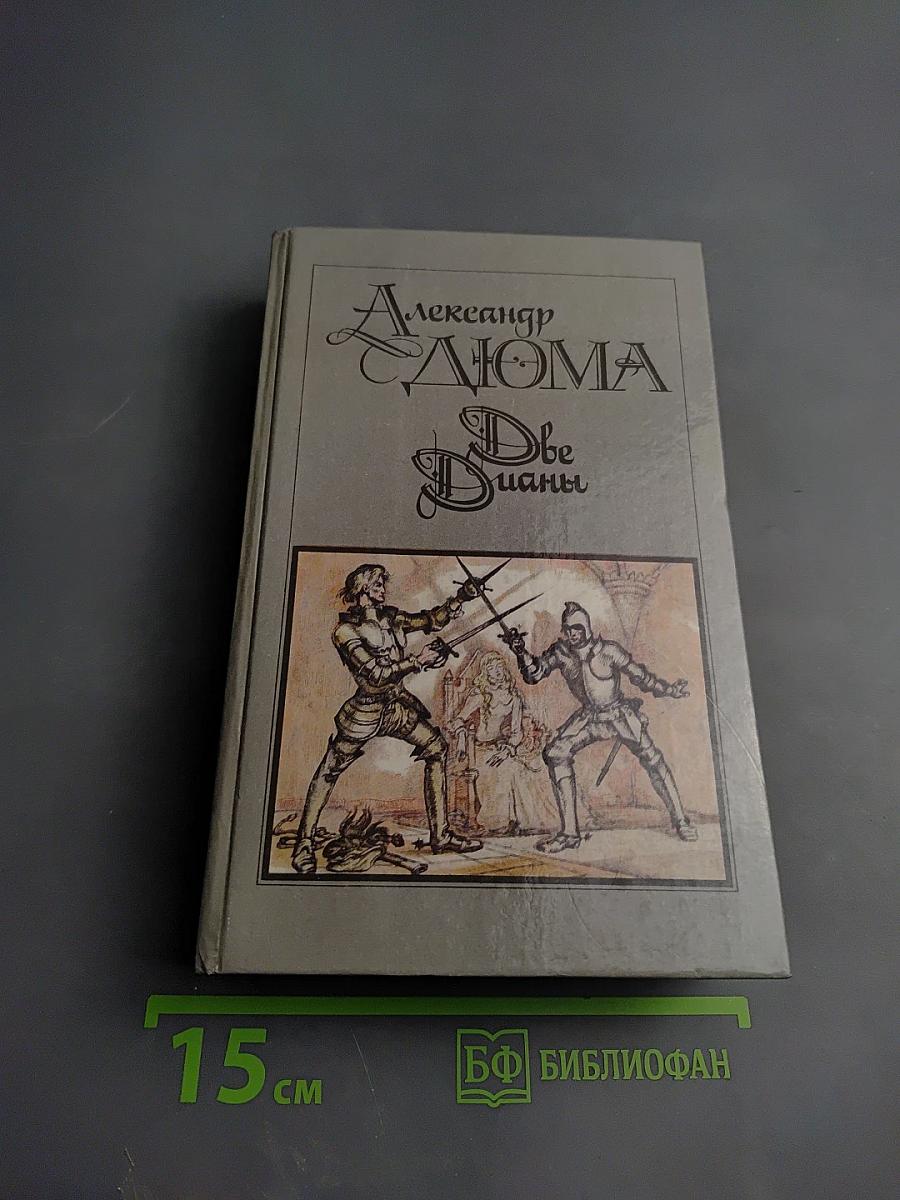 Александр
ДЮМА
Две
Дианы
15 см
БФ БИБЛИОФАН